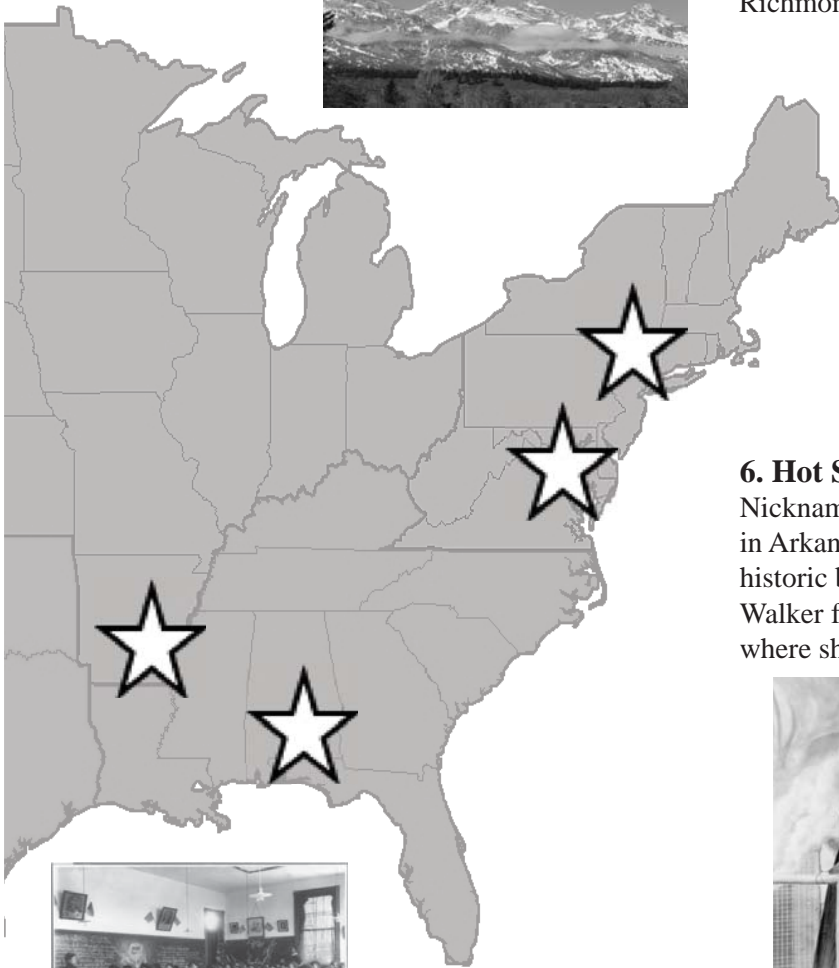 Richmon
6. Hot S
Nicknam
in Arkan
historic b
Walker f
where sh